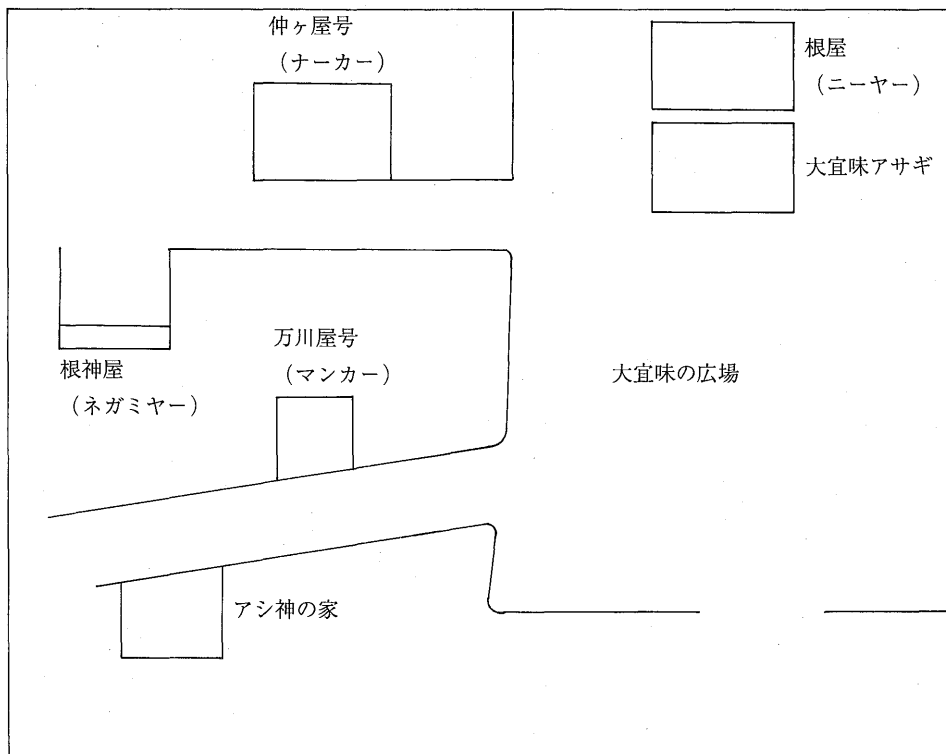 仲ヶ屋号
（ナーカー）
根屋
（ニーヤー）
大宜味アサギ
万川屋号
（マンカー）
根神屋
（ネガミヤー）
大宜味の広場
アシ神の家